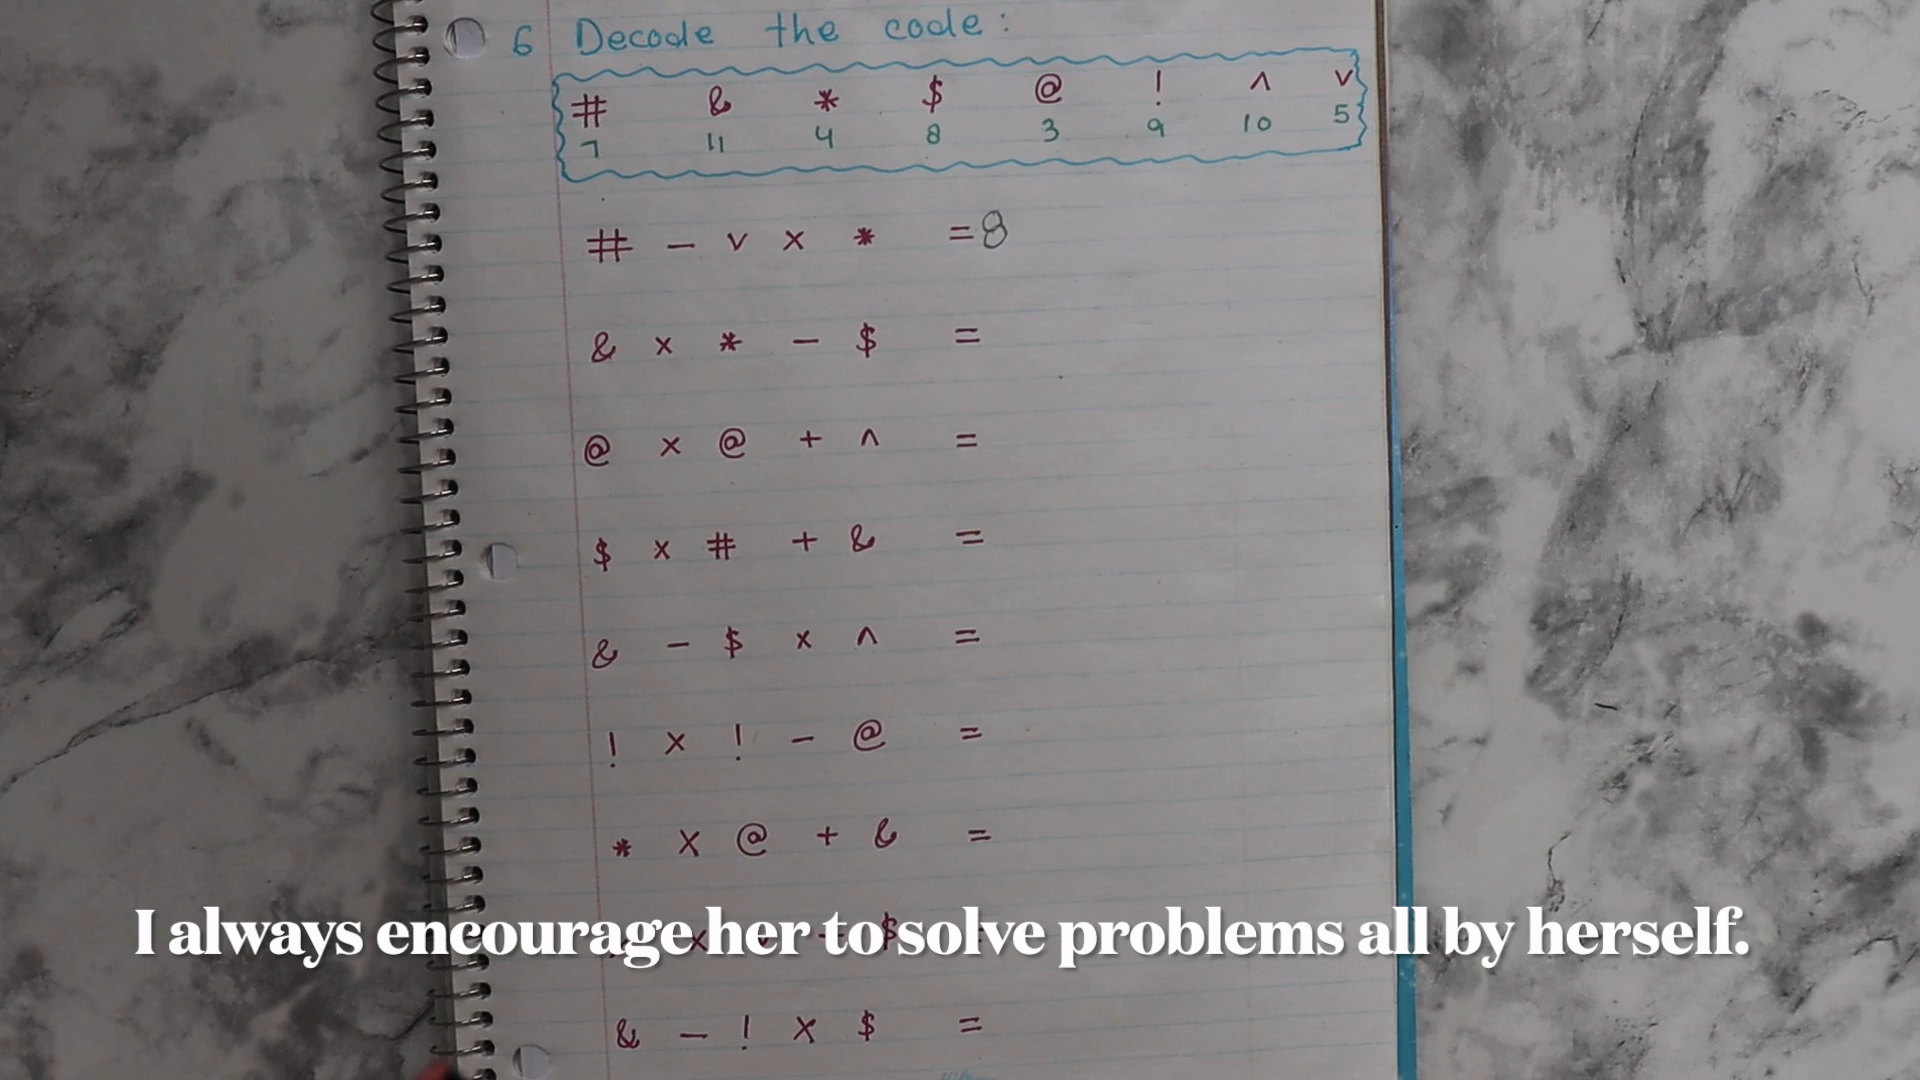 6 Decode the code:
# & * $ @ ! ^ v
7 11 4 8 3 9 10 5
# - v x * = 8
& x * - $ =
@ x @ + ^ =
$ x # + & =
& - $ x ^ =
! x ! - @ =
* x @ + & =
I always encourage her to solve problems all by herself.
& - ! x $ =